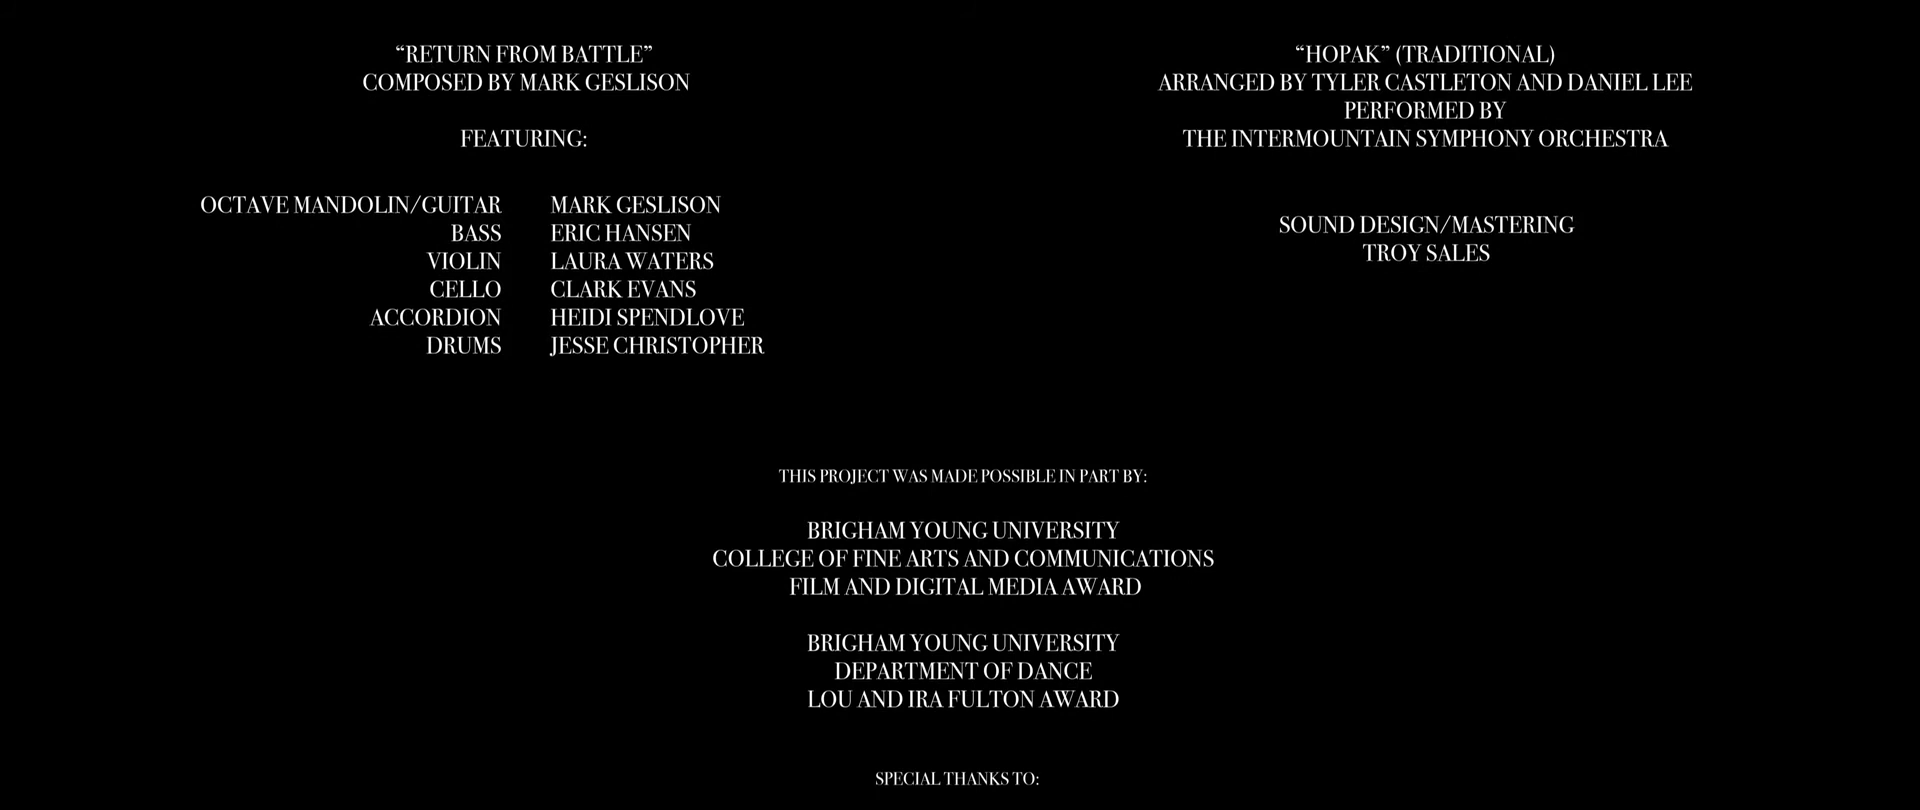 “RETURN FROM BATTLE”
COMPOSED BY MARK GESLISON
FEATURING:
OCTAVE MANDOLIN/GUITAR MARK GESLISON
BASS ERIC HANSEN
VIOLIN LAURA WATERS
CELLO CLARK EVANS
ACCORDION HEIDI SPENDLOVE
DRUMS JESSE CHRISTOPHER
“HOPAK” (TRADITIONAL)
ARRANGED BY TYLER CASTLETON AND DANIEL LEE
PERFORMED BY
THE INTERMOUNTAIN SYMPHONY ORCHESTRA
SOUND DESIGN/MASTERING
TROY SALES
THIS PROJECT WAS MADE POSSIBLE IN PART BY:
BRIGHAM YOUNG UNIVERSITY
COLLEGE OF FINE ARTS AND COMMUNICATIONS
FILM AND DIGITAL MEDIA AWARD
BRIGHAM YOUNG UNIVERSITY
DEPARTMENT OF DANCE
LOU AND IRA FULTON AWARD
SPECIAL THANKS TO: